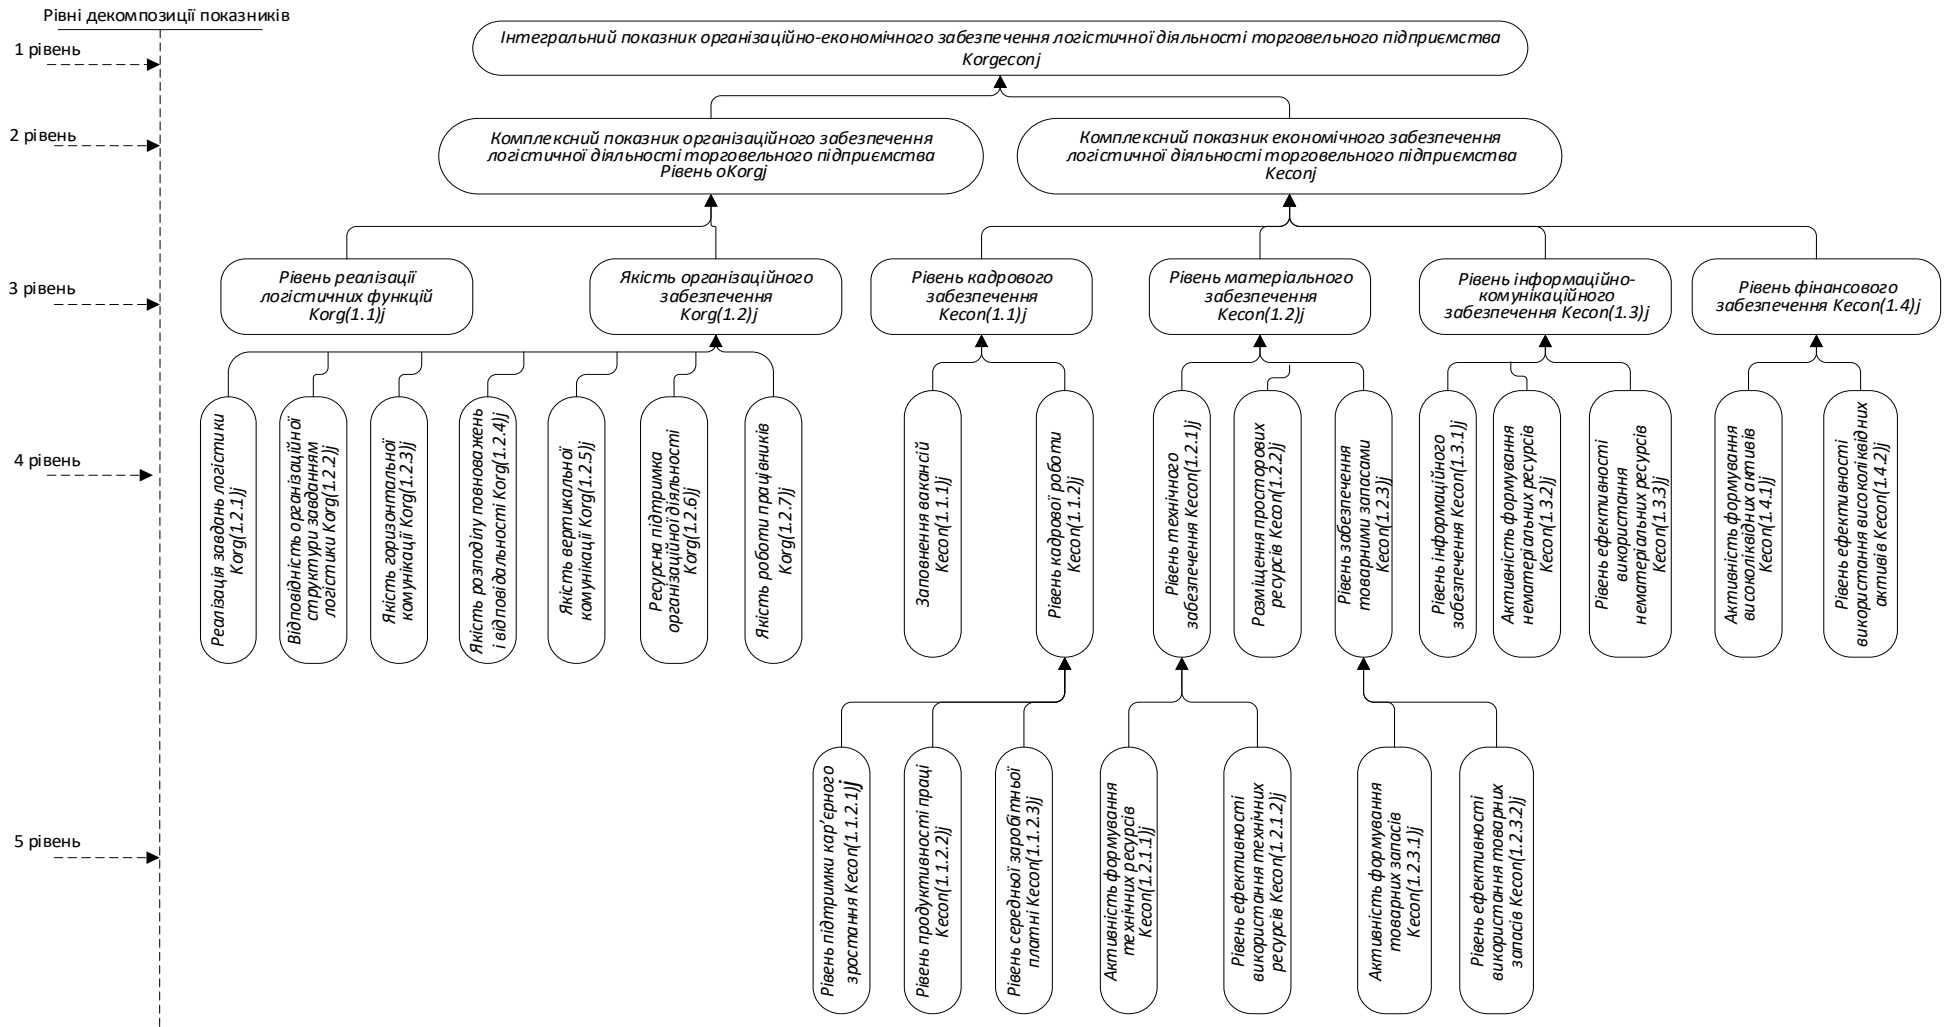 Рівні декомпозиції показників
1 рівень
Інтегральний показник організаційно-економічного забезпечення логістичної діяльності торговельного підприємства
Korgeconj
2 рівень
Комплексний показник організаційного забезпечення
логістичної діяльності торговельного підприємства
Рівень оKorgj
Комплексний показник економічного забезпечення
логістичної діяльності торговельного підприємства
Keconj
3 рівень
Рівень реалізації
логістичних функцій
Korg(1.1)j
Якість організаційного
забезпечення
Korg(1.2)j
Рівень кадрового
забезпечення
Kecon(1.1)j
Рівень матеріального
забезпечення
Kecon(1.2)j
Рівень інформаційно-
комунікаційного
забезпечення Kecon(1.3)j
Рівень фінансового
забезпечення Kecon(1.4)j
4 рівень
Реалізація завдань логістики
Korg(1.2.1)j
Відповідність організаційної
структури завданням
логістики Korg(1.2.2)j
Якість горизонтальної
комунікації Korg(1.2.3)j
Якість розподілу повноважень
і відповідальності Korg(1.2.4)j
Якість вертикальної
комунікації Korg(1.2.5)j
Ресурсна підтримка
організаційної діяльності
Korg(1.2.6)j
Якість роботи працівників
Korg(1.2.7)j
Заповнення вакансій
Kecon(1.1.1)j
Рівень кадрової роботи
Kecon(1.1.2)j
Рівень технічного
забезпечення Kecon(1.2.1)j
Розміщення просторових
ресурсів Kecon(1.2.2)j
Рівень забезпечення
товарними запасами
Kecon(1.2.3)j
Рівень інформаційного
забезпечення Kecon(1.3.1)j
Активність формування
нематеріальних ресурсів
Kecon(1.3.2)j
Рівень ефективності
використання
нематеріальних ресурсів
Kecon(1.3.3)j
Активність формування
високоліквідних активів
Kecon(1.4.1)j
Рівень ефективності
використання високоліквідних
активів Kecon(1.4.2)j
5 рівень
Рівень підтримки кар’єрного
зростання Kecon(1.1.2.1)j
Рівень продуктивності праці
Kecon(1.1.2.2)j
Рівень середньої заробітньої
платні Kecon(1.1.2.3)j
Активність формування
технічних ресурсів
Kecon(1.2.1.1)j
Рівень ефективності
використання технічних
ресурсів Kecon(1.2.1.2)j
Активність формування
товарних запасів
Kecon(1.2.3.1)j
Рівень ефективності
використання товарних
запасів Kecon(1.2.3.2)j